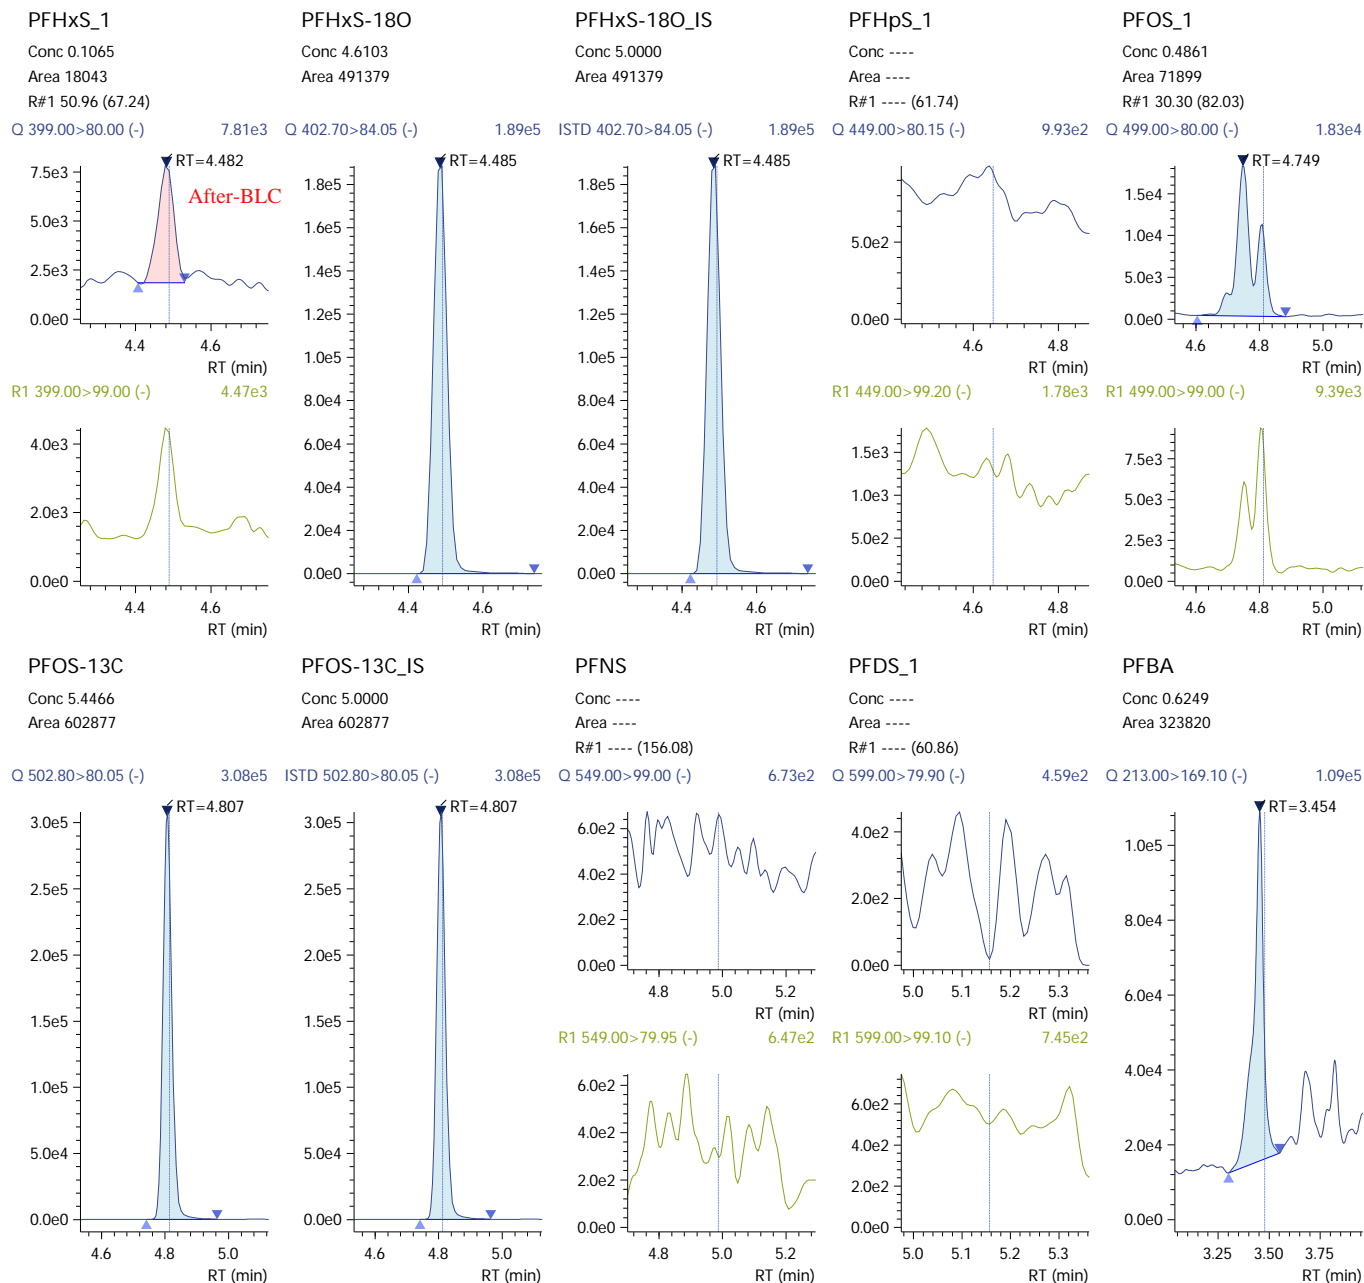 PFHxS_1
Conc 0.1065
Area 18043
R#1 50.96 (67.24)
Q 399.00>80.00 (-) 7.81e3
RT=4.482
After-BLC
7.5e3
5.0e3
2.5e3
0.0e0
4.4 4.6
RT (min)
R1 399.00>99.00 (-) 4.47e3
4.0e3
2.0e3
0.0e0
4.4 4.6
RT (min)
PFHxS-18O
Conc 4.6103
Area 491379
Q 402.70>84.05 (-) 1.89e5
RT=4.485
1.8e5
1.6e5
1.4e5
1.2e5
1.0e5
8.0e4
6.0e4
4.0e4
2.0e4
0.0e0
4.4 4.6
RT (min)
PFHxS-18O_IS
Conc 5.0000
Area 491379
ISTD 402.70>84.05 (-) 1.89e5
RT=4.485
1.8e5
1.6e5
1.4e5
1.2e5
1.0e5
8.0e4
6.0e4
4.0e4
2.0e4
0.0e0
4.4 4.6
RT (min)
PFHpS_1
Conc ----
Area ----
R#1 ---- (61.74)
Q 449.00>80.15 (-) 9.93e2
5.0e2
0.0e0
4.6 4.8
RT (min)
R1 449.00>99.20 (-) 1.78e3
1.5e3
1.0e3
5.0e2
0.0e0
4.6 4.8
RT (min)
PFOS_1
Conc 0.4861
Area 71899
R#1 30.30 (82.03)
Q 499.00>80.00 (-) 1.83e4
RT=4.749
1.5e4
1.0e4
5.0e3
0.0e0
4.6 4.8 5.0
RT (min)
R1 499.00>99.00 (-) 9.39e3
7.5e3
5.0e3
2.5e3
0.0e0
4.6 4.8 5.0
RT (min)
PFOS-13C
Conc 5.4466
Area 602877
Q 502.80>80.05 (-) 3.08e5
RT=4.807
3.0e5
2.5e5
2.0e5
1.5e5
1.0e5
5.0e4
0.0e0
4.6 4.8 5.0
RT (min)
PFOS-13C_IS
Conc 5.0000
Area 602877
ISTD 502.80>80.05 (-) 3.08e5
RT=4.807
3.0e5
2.5e5
2.0e5
1.5e5
1.0e5
5.0e4
0.0e0
4.6 4.8 5.0
RT (min)
PFNS
Conc ----
Area ----
R#1 ---- (156.08)
Q 549.00>99.00 (-) 6.73e2
6.0e2
4.0e2
2.0e2
0.0e0
4.8 5.0 5.2
RT (min)
R1 549.00>79.95 (-) 6.47e2
6.0e2
4.0e2
2.0e2
0.0e0
4.8 5.0 5.2
RT (min)
PFDS_1
Conc ----
Area ----
R#1 ---- (60.86)
Q 599.00>79.90 (-) 4.59e2
4.0e2
2.0e2
0.0e0
5.0 5.1 5.2 5.3
RT (min)
R1 599.00>99.10 (-) 7.45e2
6.0e2
4.0e2
2.0e2
0.0e0
5.0 5.1 5.2 5.3
RT (min)
PFBA
Conc 0.6249
Area 323820
Q 213.00>169.10 (-) 1.09e5
RT=3.454
1.0e5
8.0e4
6.0e4
4.0e4
2.0e4
0.0e0
3.25 3.50 3.75
RT (min)